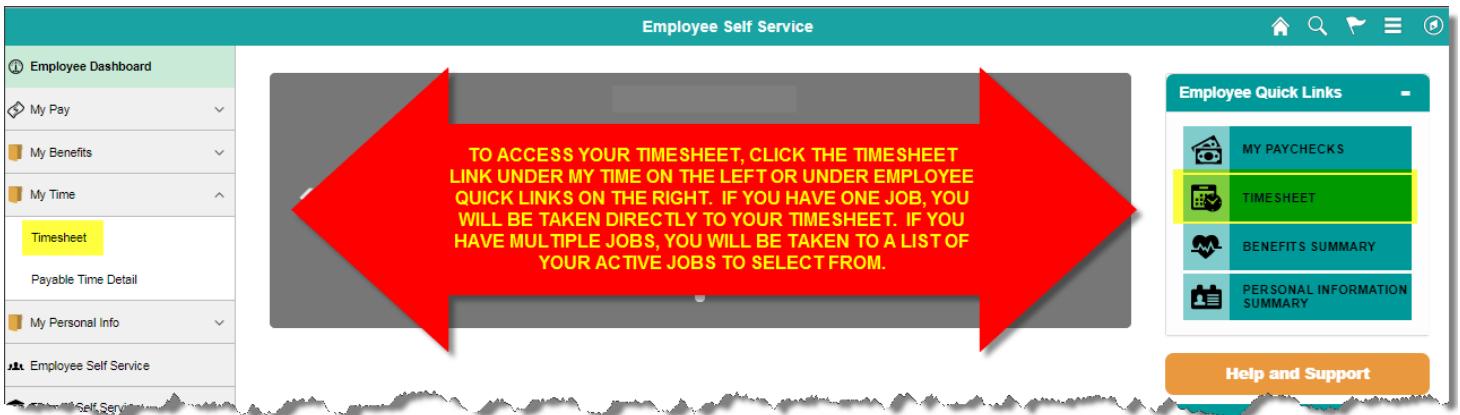 Employee Self Service
Employee Dashboard
My Pay
My Benefits
My Time
Timesheet
Payable Time Detail
My Personal Info
Employee Self Service
Self Service
TO ACCESS YOUR TIMESHEET, CLICK THE TIMESHEET
LINK UNDER MY TIME ON THE LEFT OR UNDER EMPLOYEE
QUICK LINKS ON THE RIGHT. IF YOU HAVE ONE JOB, YOU
WILL BE TAKEN DIRECTLY TO YOUR TIMESHEET. IF YOU
HAVE MULTIPLE JOBS, YOU WILL BE TAKEN TO A LIST OF
YOUR ACTIVE JOBS TO SELECT FROM.
Employee Quick Links
MY PAYCHECKS
TIMESHEET
BENEFITS SUMMARY
PERSONAL INFORMATION
SUMMARY
Help and Support